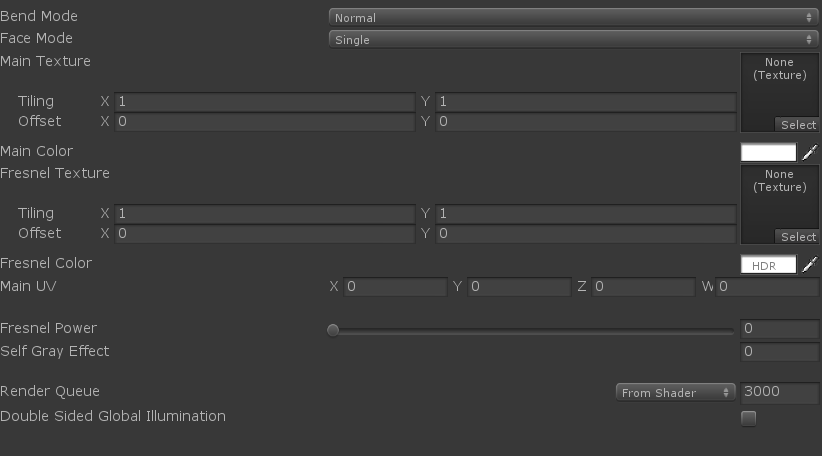 Bend Mode Normal
Face Mode Single
Main Texture None
(Texture)
Tiling X 1 Y 1
Offset X 0 Y 0
Select
Main Color
Fresnel Texture None
(Texture)
Tiling X 1 Y 1
Offset X 0 Y 0
Select
Fresnel Color HDR
Main UV X 0 Y 0 Z 0 W 0
Fresnel Power 0
Self Gray Effect 0
Render Queue From Shader 3000
Double Sided Global Illumination